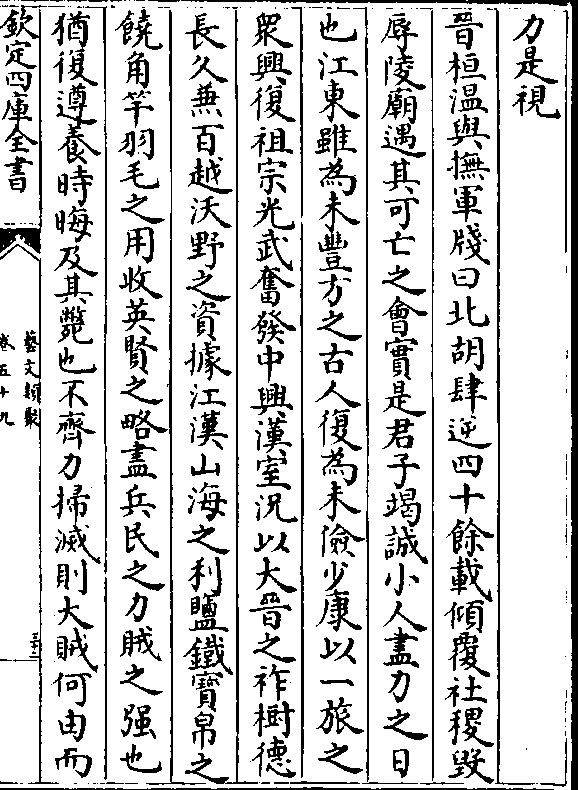 力是視
晉桓温與撫軍牋曰北胡肆逆四十餘載傾覆社稷毀
辱陵廟遇其可亡之會實是君子竭誠小人盡力之日
也江東雖為未豐方之古人復為未儉少康以一旅之
衆興復祖宗光武奮發中興漢室況以大晉之祚樹德
長久兼百越沃野之資據江漢山海之利鹽鐵寶帛之
饒角竿羽毛之用收英賢之略盡兵民之力賊之强也
猶復遵養時晦及其斃也不齊力掃滅則大賊何由而
欽定四庫全書
藝文類聚
卷五十九
三十二